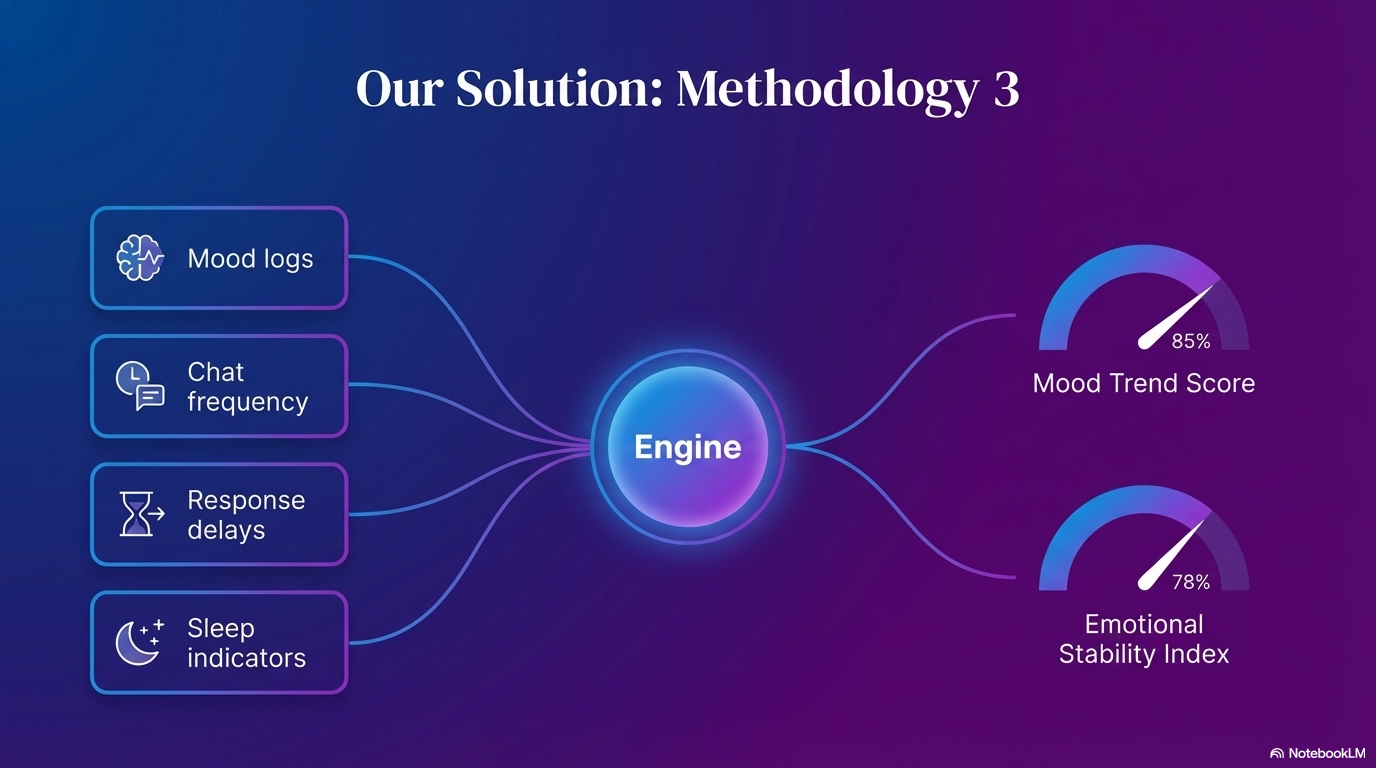 Our Solution: Methodology 3
Mood logs
Chat
frequency
Response
delays
Sleep
indicators
Engine
85%
Mood Trend Score
78%
Emotional
Stability Index
NotebookLM